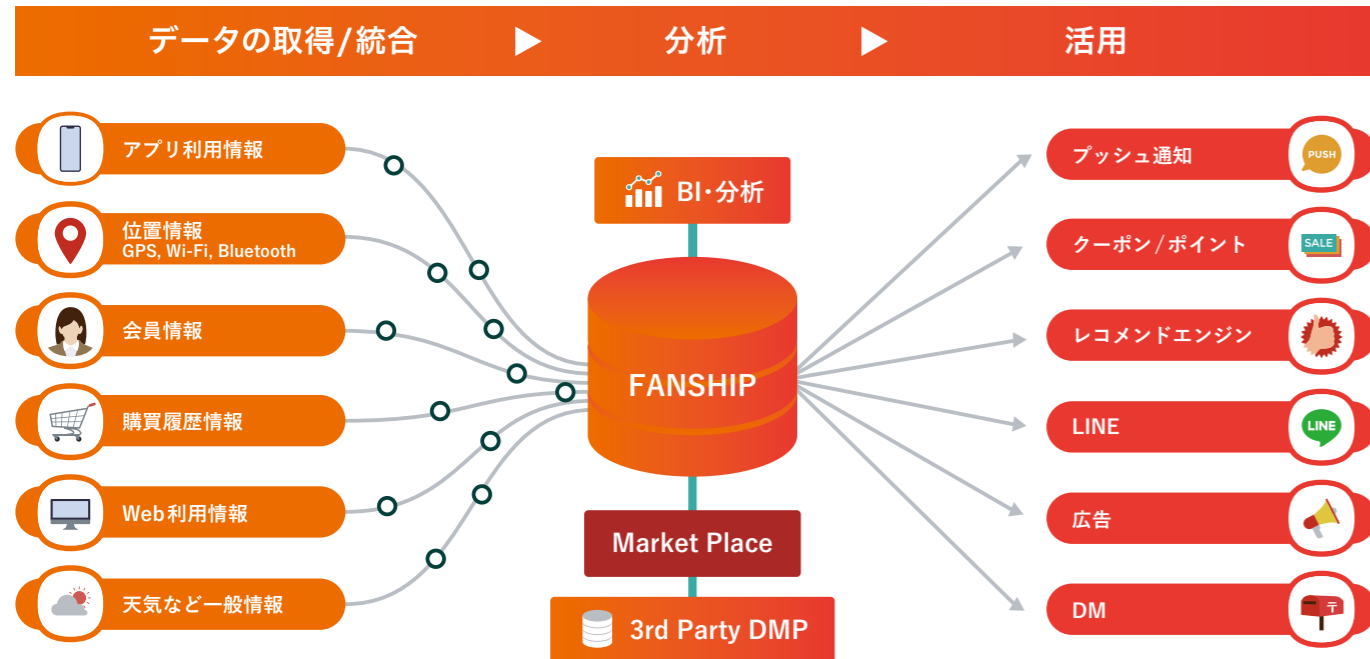 データの取得/統合
分析
活用
アプリ利用情報
位置情報
GPS, Wi-Fi, Bluetooth
会員情報
購買履歴情報
Web利用情報
天気など一般情報
BI・分析
FANSHIP
Market Place
3rd Party DMP
プッシュ通知
PUSH
クーポン/ポイント
SALE
レコメンドエンジン
LINE
LINE
広告
DM
〒